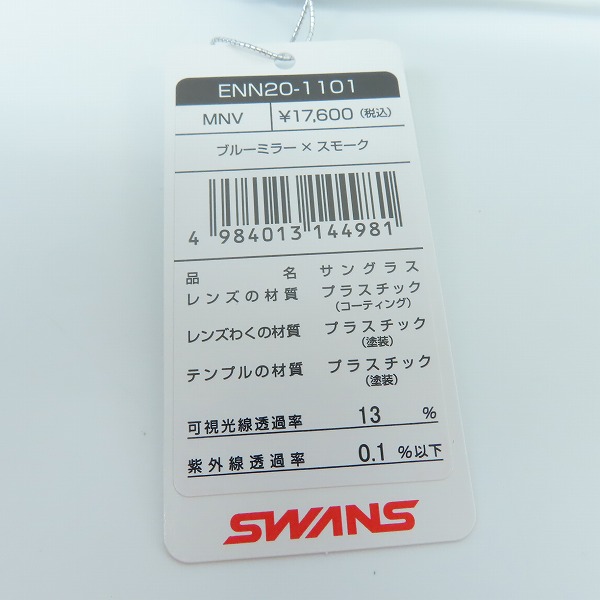 ENN20-1101
MNV ¥17,600 (税込)
ブルーミラー×スモーク
4 984013 144981
品 名 サングラス
レンズの材質 プラスチック
(コーティング)
レンズわくの材質 プラスチック
(塗装)
テンプルの材質 プラスチック
(塗装)
可視光線透過率 13 %
紫外線透過率 0.1 %以下
SWANS